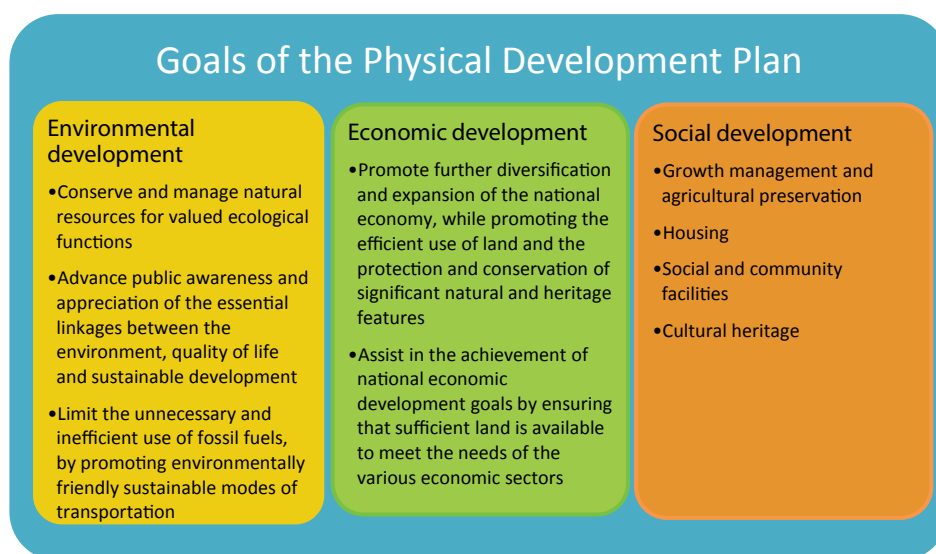 Goals of the Physical Development Plan
Environmental
development
•Conserve and manage natural
resources for valued ecological
functions
•Advance public awareness and
appreciation of the essential
linkages between the
environment, quality of life
and sustainable development
•Limit the unnecessary and
inefficient use of fossil fuels,
by promoting environmentally
friendly sustainable modes of
transportation
Economic development
•Promote further diversification
and expansion of the national
economy, while promoting the
efficient use of land and the
protection and conservation of
significant natural and heritage
features
•Assist in the achievement of
national economic
development goals by ensuring
that sufficient land is available
to meet the needs of the
various economic sectors
Social development
•Growth management and
agricultural preservation
•Housing
•Social and community
facilities
•Cultural heritage